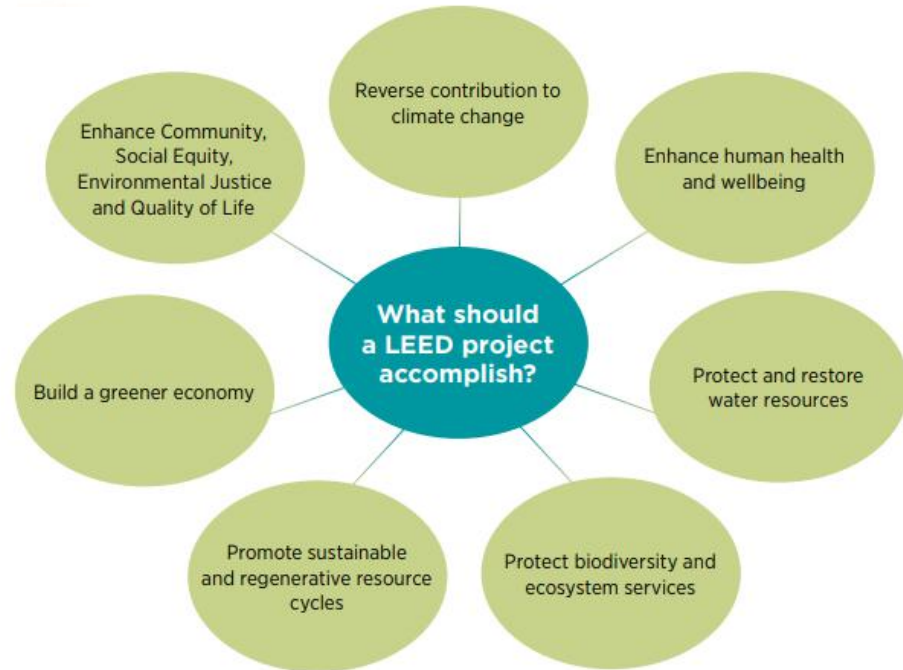 Reverse contribution to
climate change
Enhance Community,
Social Equity,
Environmental Justice
and Quality of Life
Enhance human health
and wellbeing
What should
a LEED project
accomplish?
Build a greener economy
Protect and restore
water resources
Promote sustainable
and regenerative resource
cycles
Protect biodiversity and
ecosystem services